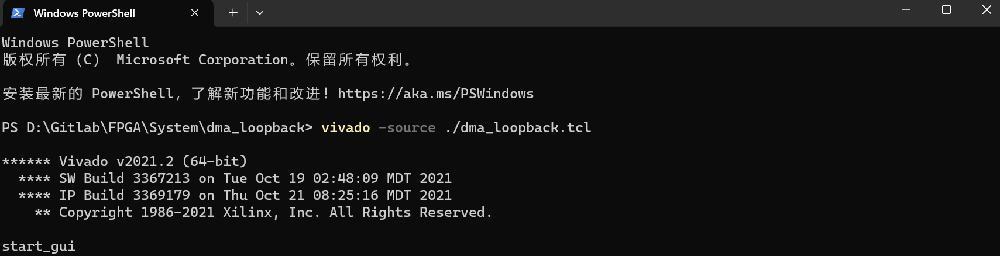 Windows PowerShell
Windows PowerShell
版权所有（C） Microsoft Corporation。保留所有权利。
安装最新的 PowerShell，了解新功能和改进！https://aka.ms/PSWindows
PS D:\Gitlab\FPGA\System\dma_loopback> vivado -source ./dma_loopback.tcl
****** Vivado v2021.2 (64-bit)
  **** SW Build 3367213 on Tue Oct 19 02:48:09 MDT 2021
  **** IP Build 3369179 on Thu Oct 21 08:25:16 MDT 2021
    ** Copyright 1986-2021 Xilinx, Inc. All Rights Reserved.
start_gui